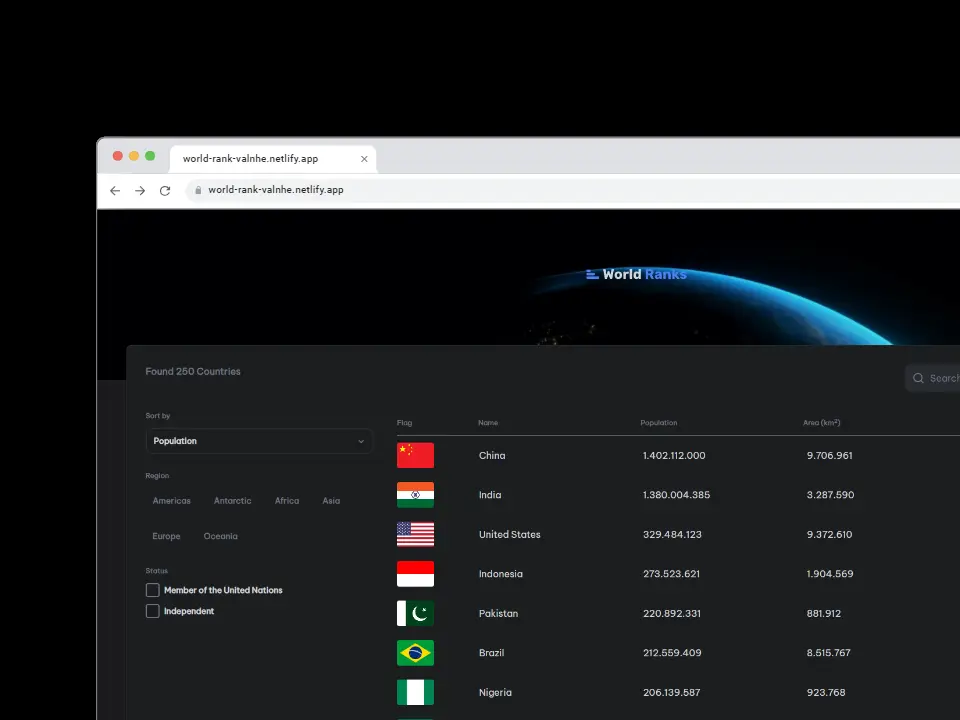 world-rank-valnhe.netlify.app
world-rank-valnhe.netlify.app
World Ranks
Found 250 Countries
Search
Sort by
Population
Region
Americas Antarctic Africa Asia
Europe Oceania
Status
Member of the United Nations
Independent
Flag Name Population Area (km²)
China 1.402.112.000 9.706.961
India 1.380.004.385 3.287.590
United States 329.484.123 9.372.610
Indonesia 273.523.621 1.904.569
Pakistan 220.892.331 881.912
Brazil 212.559.409 8.515.767
Nigeria 206.139.587 923.768